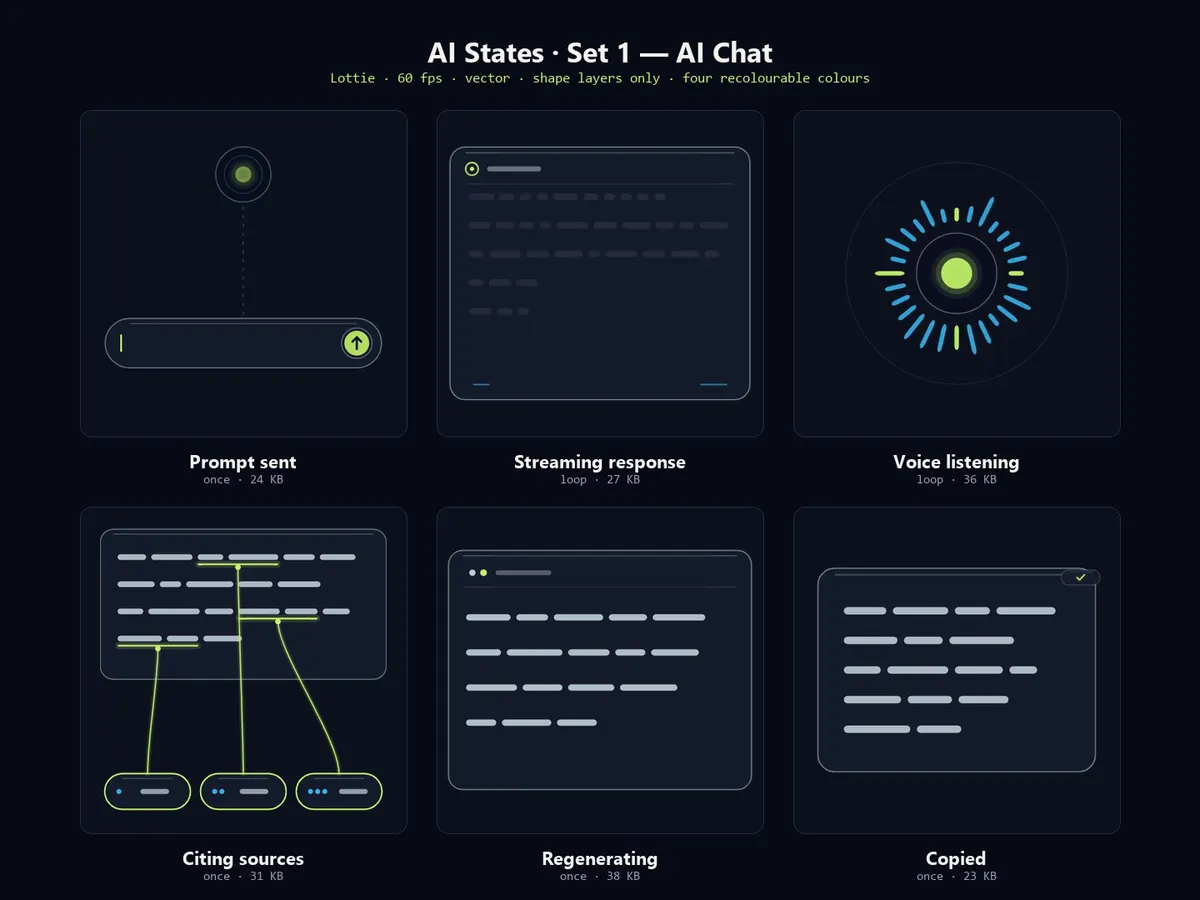 AI States · Set 1 — AI Chat
Lottie · 60 fps · vector · shape layers only · four recolourable colours
Prompt sent
once · 24 KB
Streaming response
loop · 27 KB
Voice listening
loop · 36 KB
Citing sources
once · 31 KB
Regenerating
once · 38 KB
Copied
once · 23 KB